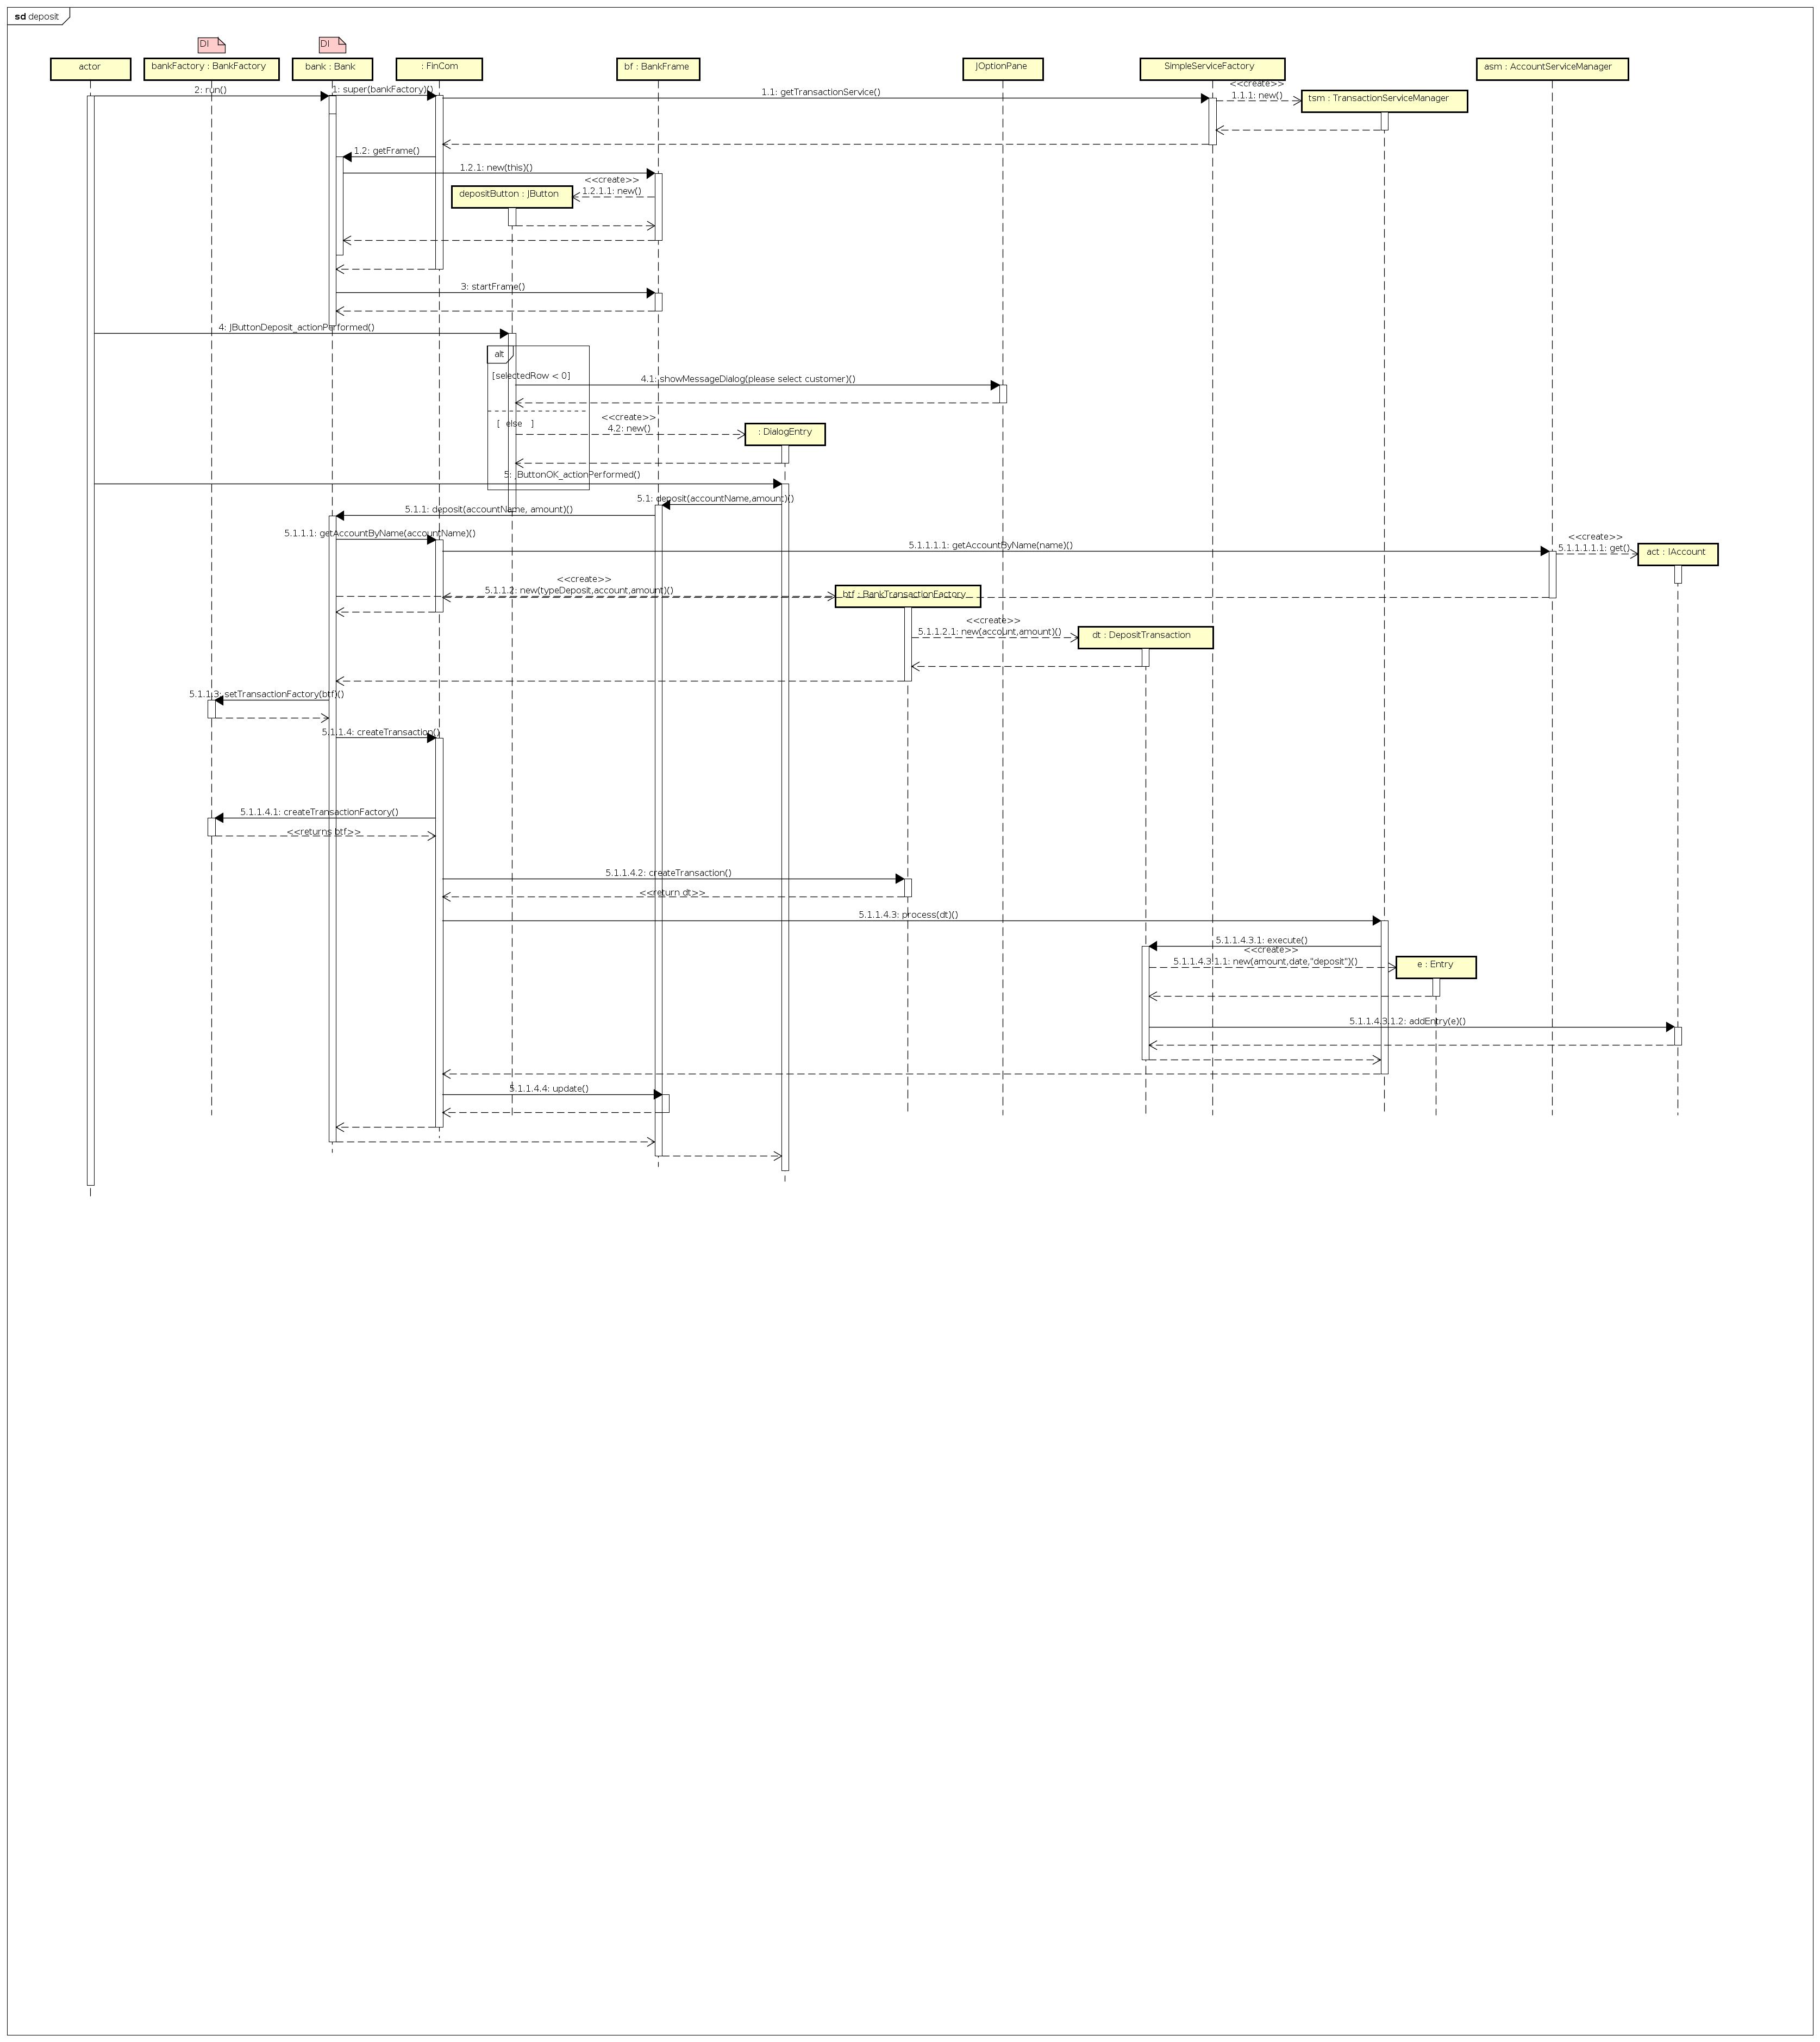 sd deposit
DI
DI
actor
bankFactory : BankFactory
bank : Bank
: FinCom
bf : BankFrame
JOptionPane
SimpleServiceFactory
asm : AccountServiceManager
2: run()
1: super(bankFactory)()
1.1: getTransactionService()
<<create>>
1.1.1: new()
tsm : TransactionServiceManager
1.2: getFrame()
1.2.1: new(this)()
<<create>>
1.2.1.1: new()
depositButton : JButton
3: startFrame()
4: JButtonDeposit_actionPerformed()
alt
[selectedRow < 0]
4.1: showMessageDialog(please select customer)()
[ else ]
<<create>>
4.2: new()
: DialogEntry
5: JButtonOK_actionPerformed()
5.1: deposit(accountName,amount)()
5.1.1: deposit(accountName, amount)()
5.1.1.1: getAccountByName(accountName)()
5.1.1.1.1: getAccountByName(name)()
<<create>>
5.1.1.1.1.1: get()
act : IAccount
<<create>>
5.1.1.2: new(typeDeposit,account,amount)()
btf : BankTransactionFactory
<<create>>
5.1.1.2.1: new(account,amount)()
dt : DepositTransaction
5.1.1.3: setTransactionFactory(btf)()
5.1.1.4: createTransaction()
5.1.1.4.1: createTransactionFactory()
<<returns btf>>
5.1.1.4.2: createTransaction()
<<return dt>>
5.1.1.4.3: process(dt)()
5.1.1.4.3.1: execute()
<<create>>
5.1.1.4.3.1.1: new(amount,date,"deposit")()
e : Entry
5.1.1.4.3.1.2: addEntry(e)()
5.1.1.4.4: update()